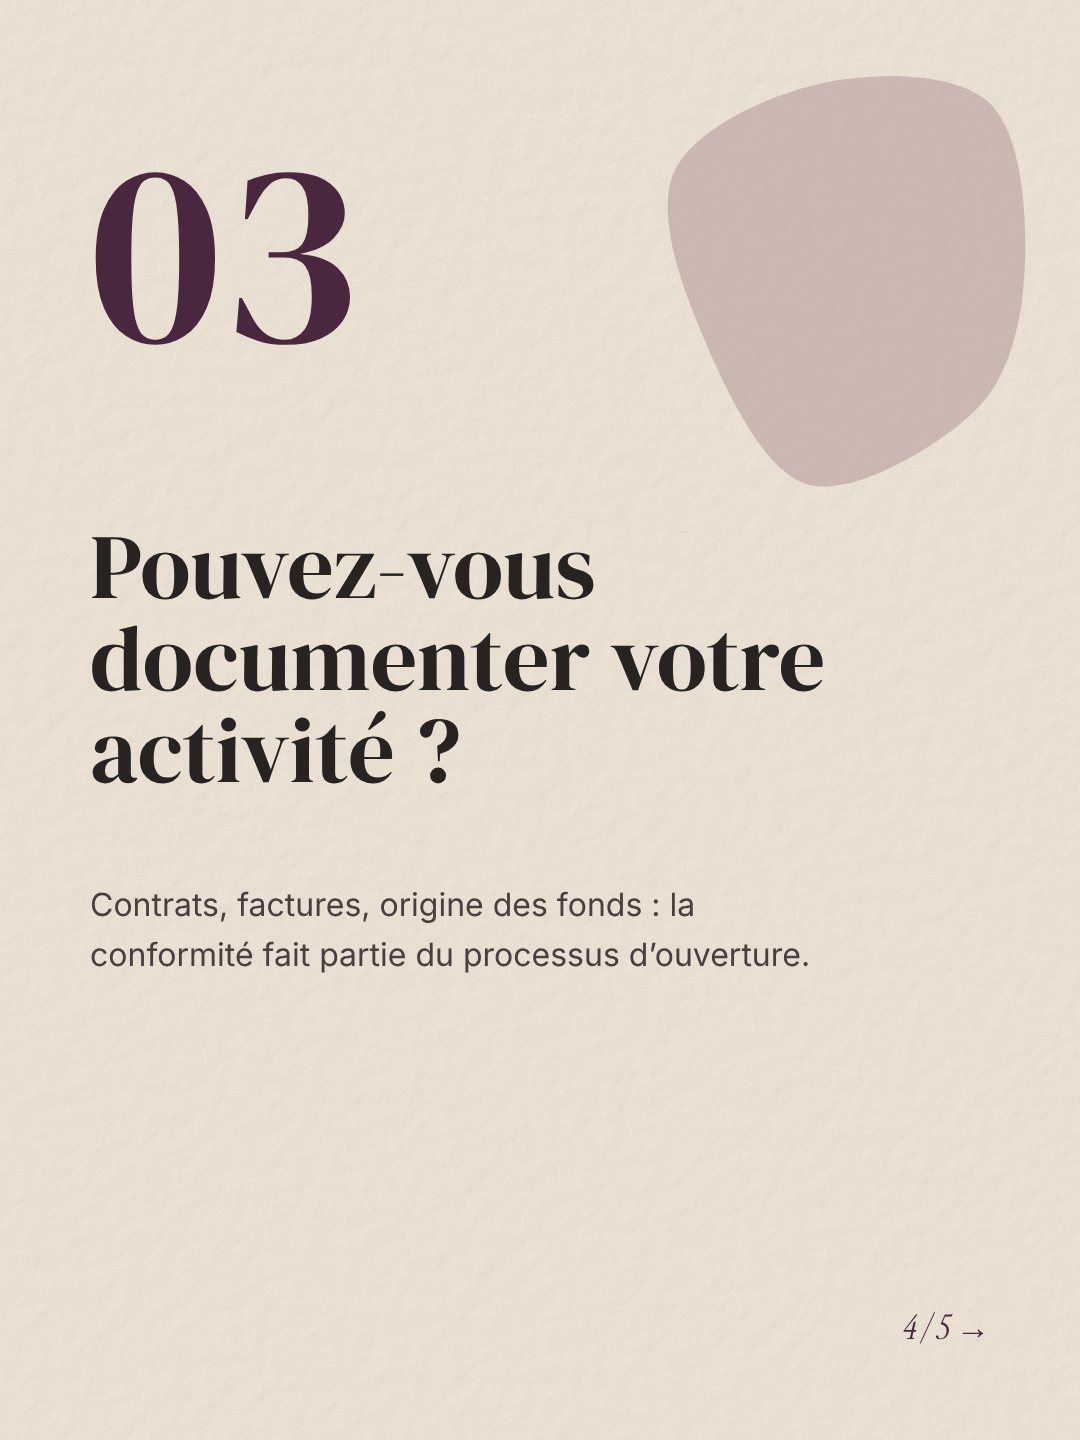 03
Pouvez-vous
documenter votre
activité ?
Contrats, factures, origine des fonds : la
conformité fait partie du processus d’ouverture.
4/5 →